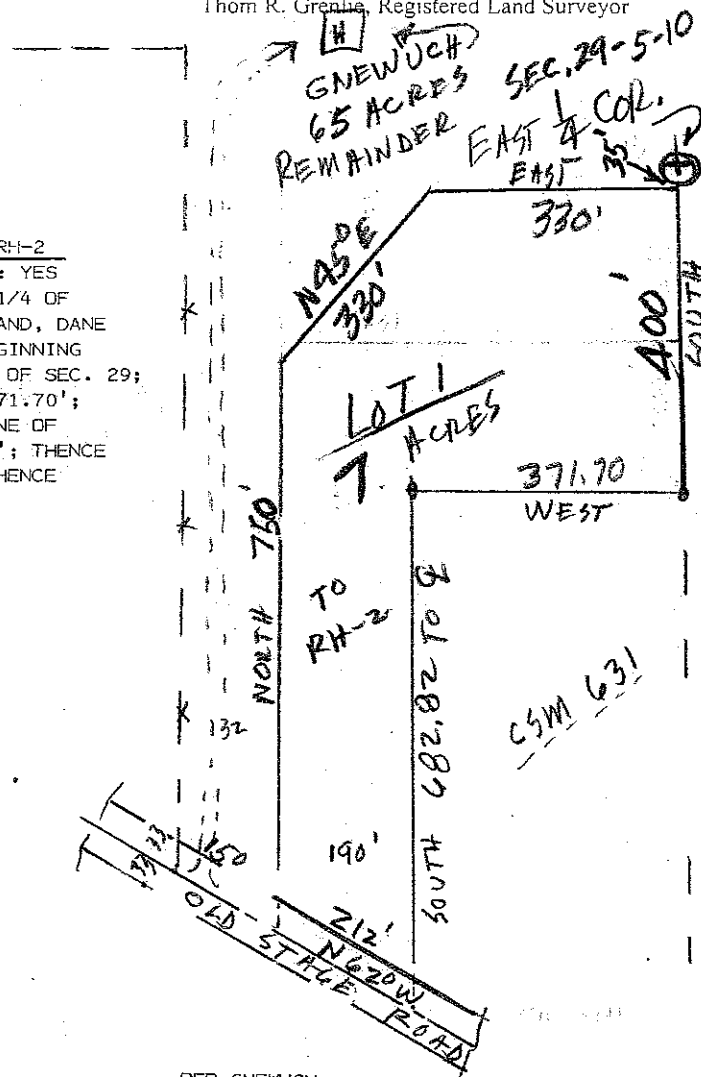 Thom R. Grenlie, Registered Land Surveyor
H
GNEWUCH
65 ACRES
REMAINDER
SEC. 29-5-10
EAST 1/4 COR.
35'
EAST
330'
N45°E
330'
400'
SOUTH
RH-2
: YES
1/4 OF
AND, DANE
GINNING
OF SEC. 29;
71.70';
NE OF
'; THENCE
HENCE
LOT 1
7 ACRES
371.70
WEST
NORTH 750'
TO
RH-2
SOUTH 682.82 TO ℄
CSM 631
132
190'
33
33
150
212'
N62°W
OLD STAGE ROAD